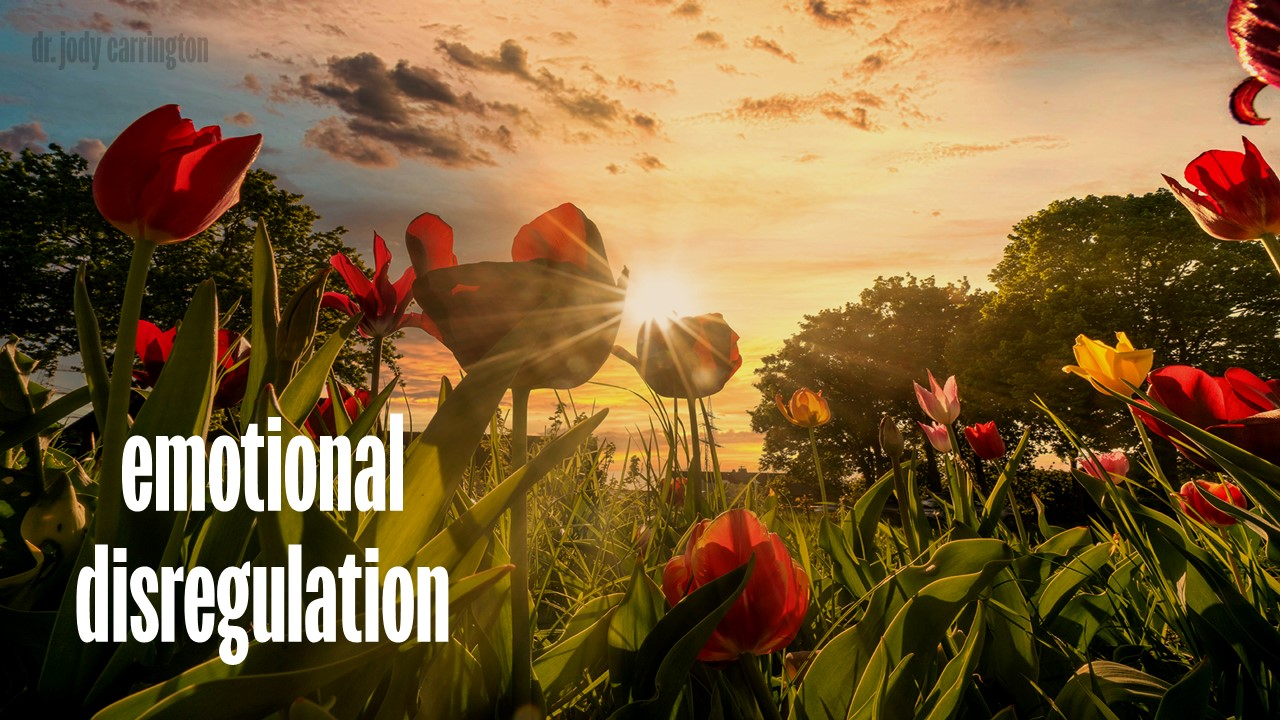 dr. jody carrington
emotional
disregulation